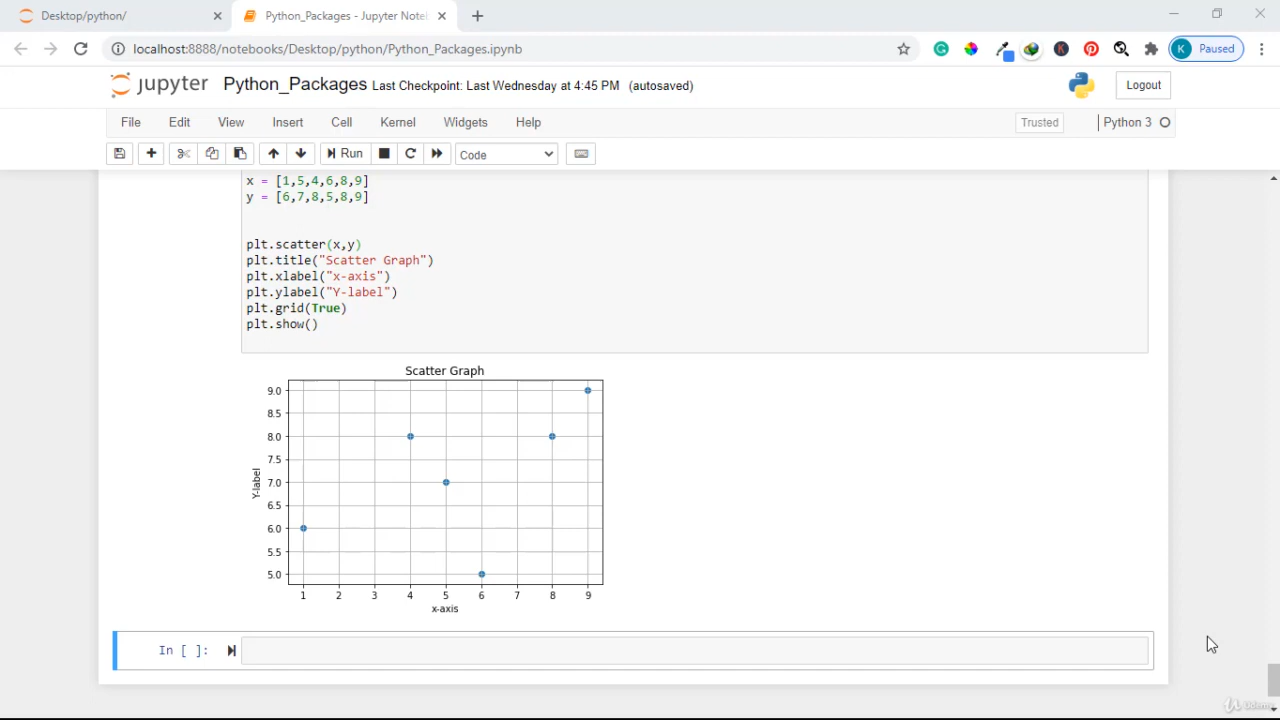 Desktop/python/
Python_Packages - Jupyter Note
localhost:8888/notebooks/Desktop/python/Python_Packages.ipynb
K Paused
jupyter Python_Packages Last Checkpoint: Last Wednesday at 4:45 PM (autosaved)
Logout
File Edit View Insert Cell Kernel Widgets Help
Trusted
Python 3
Run
Code
x = [1,5,4,6,8,9]
y = [6,7,8,5,8,9]
plt.scatter(x,y)
plt.title("Scatter Graph")
plt.xlabel("x-axis")
plt.ylabel("Y-label")
plt.grid(True)
plt.show()
Scatter Graph
9.0
8.5
8.0
7.5
7.0
6.5
6.0
5.5
5.0
Y-label
1 2 3 4 5 6 7 8 9
x-axis
In [ ]:
Udemy